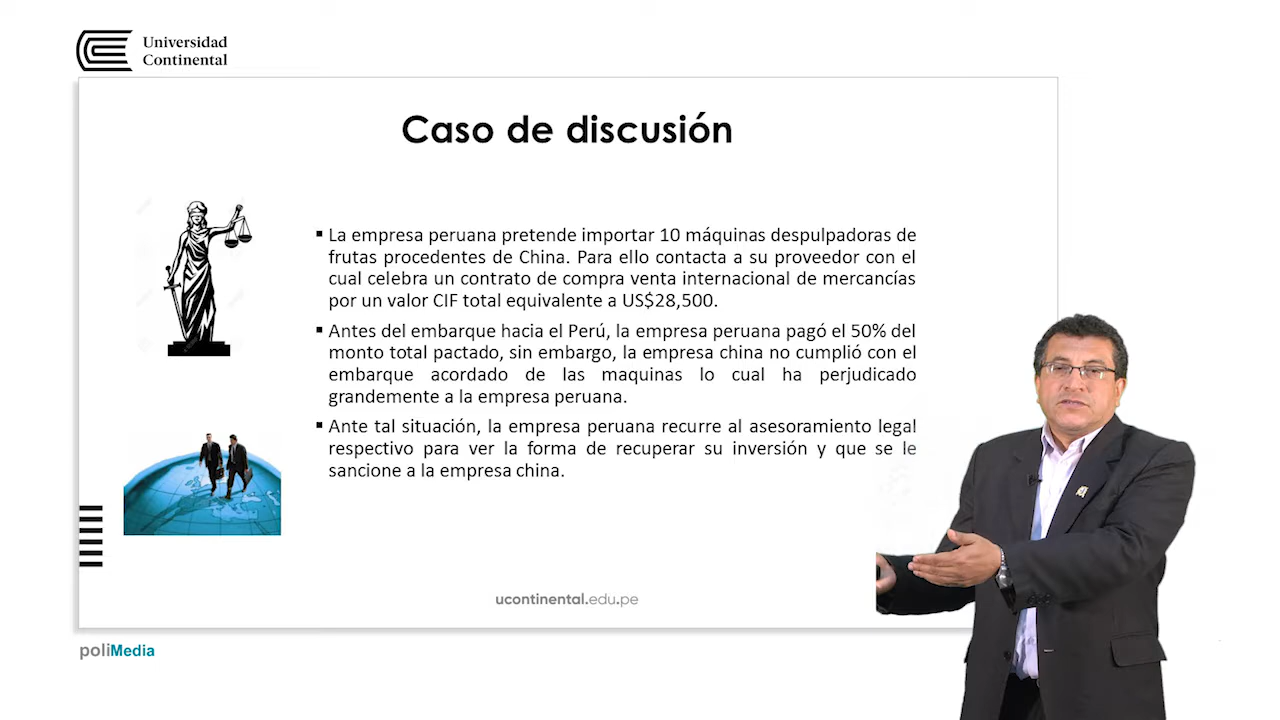 Universidad
Continental
Caso de discusión
▪ La empresa peruana pretende importar 10 máquinas despulpadoras de
frutas procedentes de China. Para ello contacta a su proveedor con el
cual celebra un contrato de compra venta internacional de mercancías
por un valor CIF total equivalente a US$28,500.
▪ Antes del embarque hacia el Perú, la empresa peruana pagó el 50% del
monto total pactado, sin embargo, la empresa china no cumplió con el
embarque acordado de las maquinas lo cual ha perjudicado
grandemente a la empresa peruana.
▪ Ante tal situación, la empresa peruana recurre al asesoramiento legal
respectivo para ver la forma de recuperar su inversión y que se le
sancione a la empresa china.
ucontinental.edu.pe
poliMedia